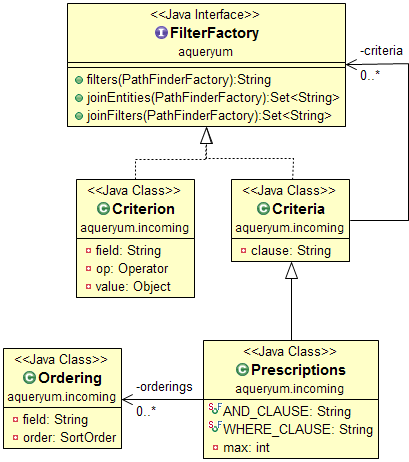 <<Java Interface>>
FilterFactory
aqueryum
filters(PathFinderFactory):String
joinEntities(PathFinderFactory):Set<String>
joinFilters(PathFinderFactory):Set<String>
-criteria
0..*
<<Java Class>>
Criterion
aqueryum.incoming
field: String
op: Operator
value: Object
<<Java Class>>
Criteria
aqueryum.incoming
clause: String
<<Java Class>>
Ordering
aqueryum.incoming
field: String
order: SortOrder
-orderings
0..*
<<Java Class>>
Prescriptions
aqueryum.incoming
AND_CLAUSE: String
WHERE_CLAUSE: String
max: int